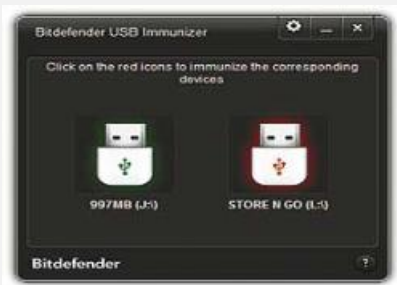 Bitdefender USB Immunizer
Click on the red icons to immunize the corresponding
devices
997MB (J:\)
STORE N GO (L:\)
Bitdefender
?